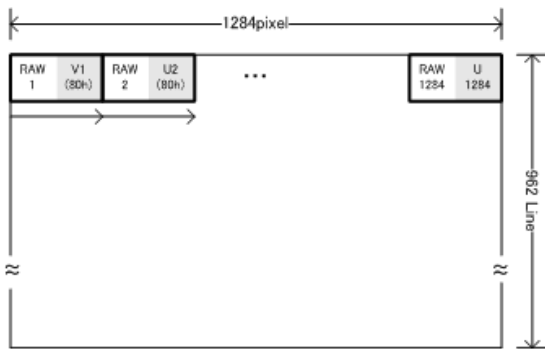 1284pixel
RAW 1
V1 (80h)
RAW 2
U2 (80h)
...
RAW 1284
U 1284
962 Line